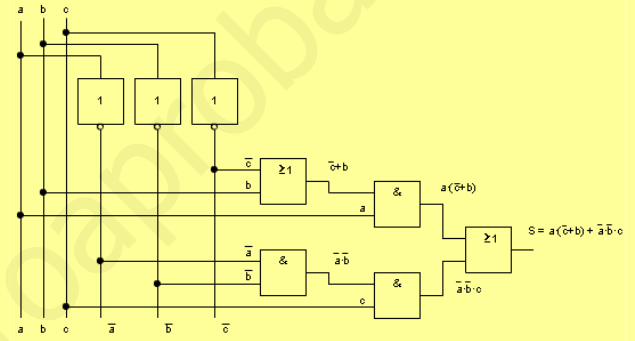 a b c
1 1 1
c̅ ≥1 c̅+b
b
& a·(c̅+b)
a
≥1 S = a·(c̅+b) + a̅·b̅·c
a̅ & a̅·b̅
b̅
& a̅·b̅·c
c
a b c a̅ b̅ c̅